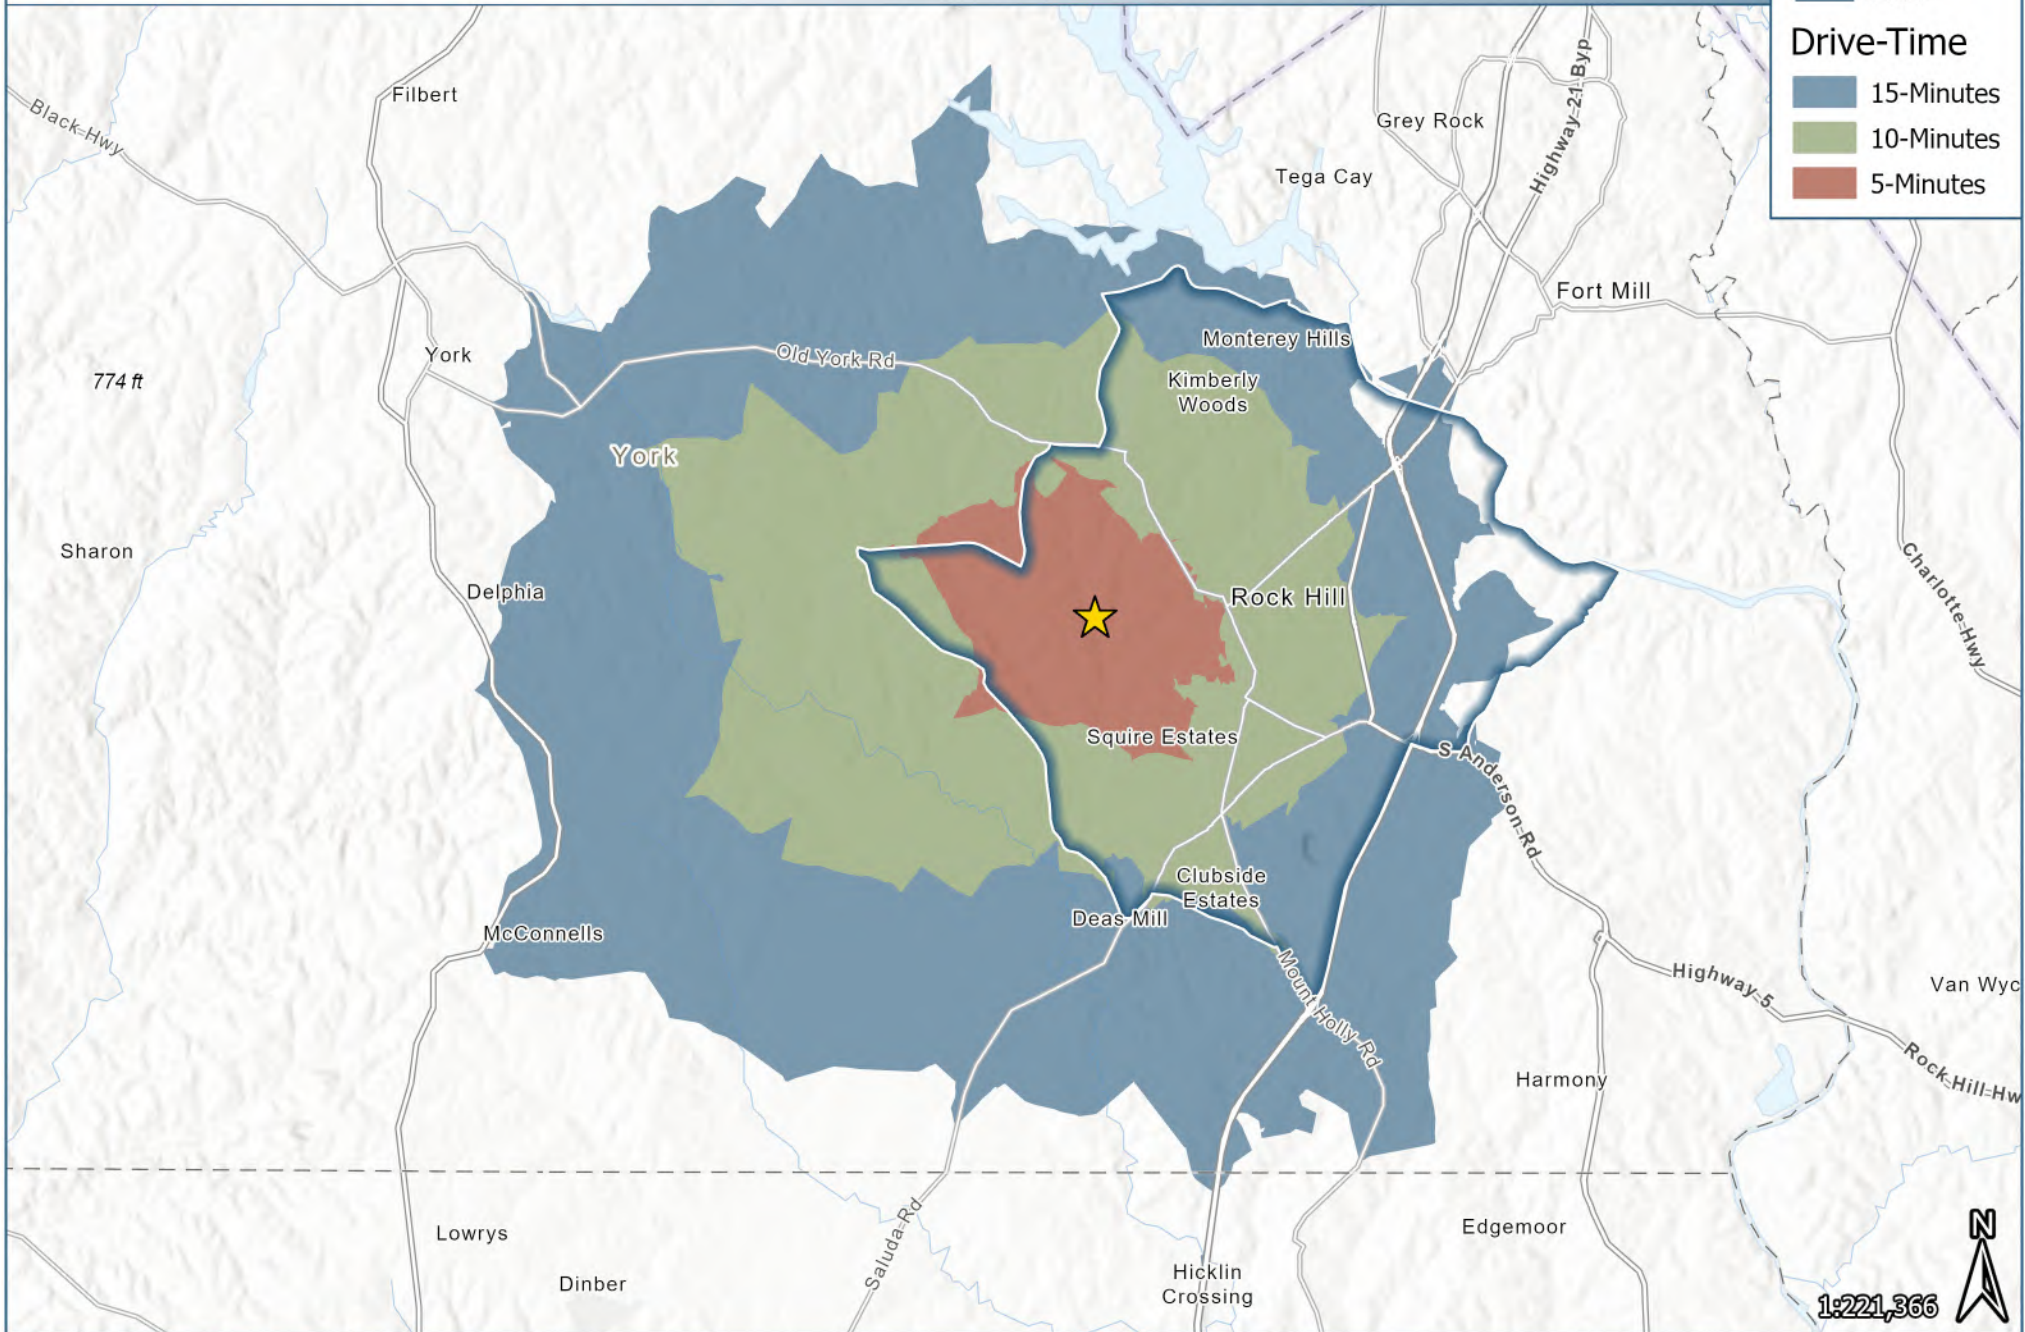 Drive-Time
15-Minutes
10-Minutes
5-Minutes
Filbert
Black Hwy
Grey Rock
Highway 21 Byp
Tega Cay
Fort Mill
Monterey Hills
York
Old York Rd
774 ft
Kimberly
Woods
York
Sharon
Charlotte Hwy
Delphia
Rock Hill
Squire Estates
S Anderson Rd
Clubside
Estates
Deas Mill
McConnells
Mount Holly Rd
Highway 5
Van Wyc
Rock Hill Hw
Harmony
Saluda Rd
Lowrys
Edgemoor
N
Dinber
Hicklin
Crossing
1:221,366